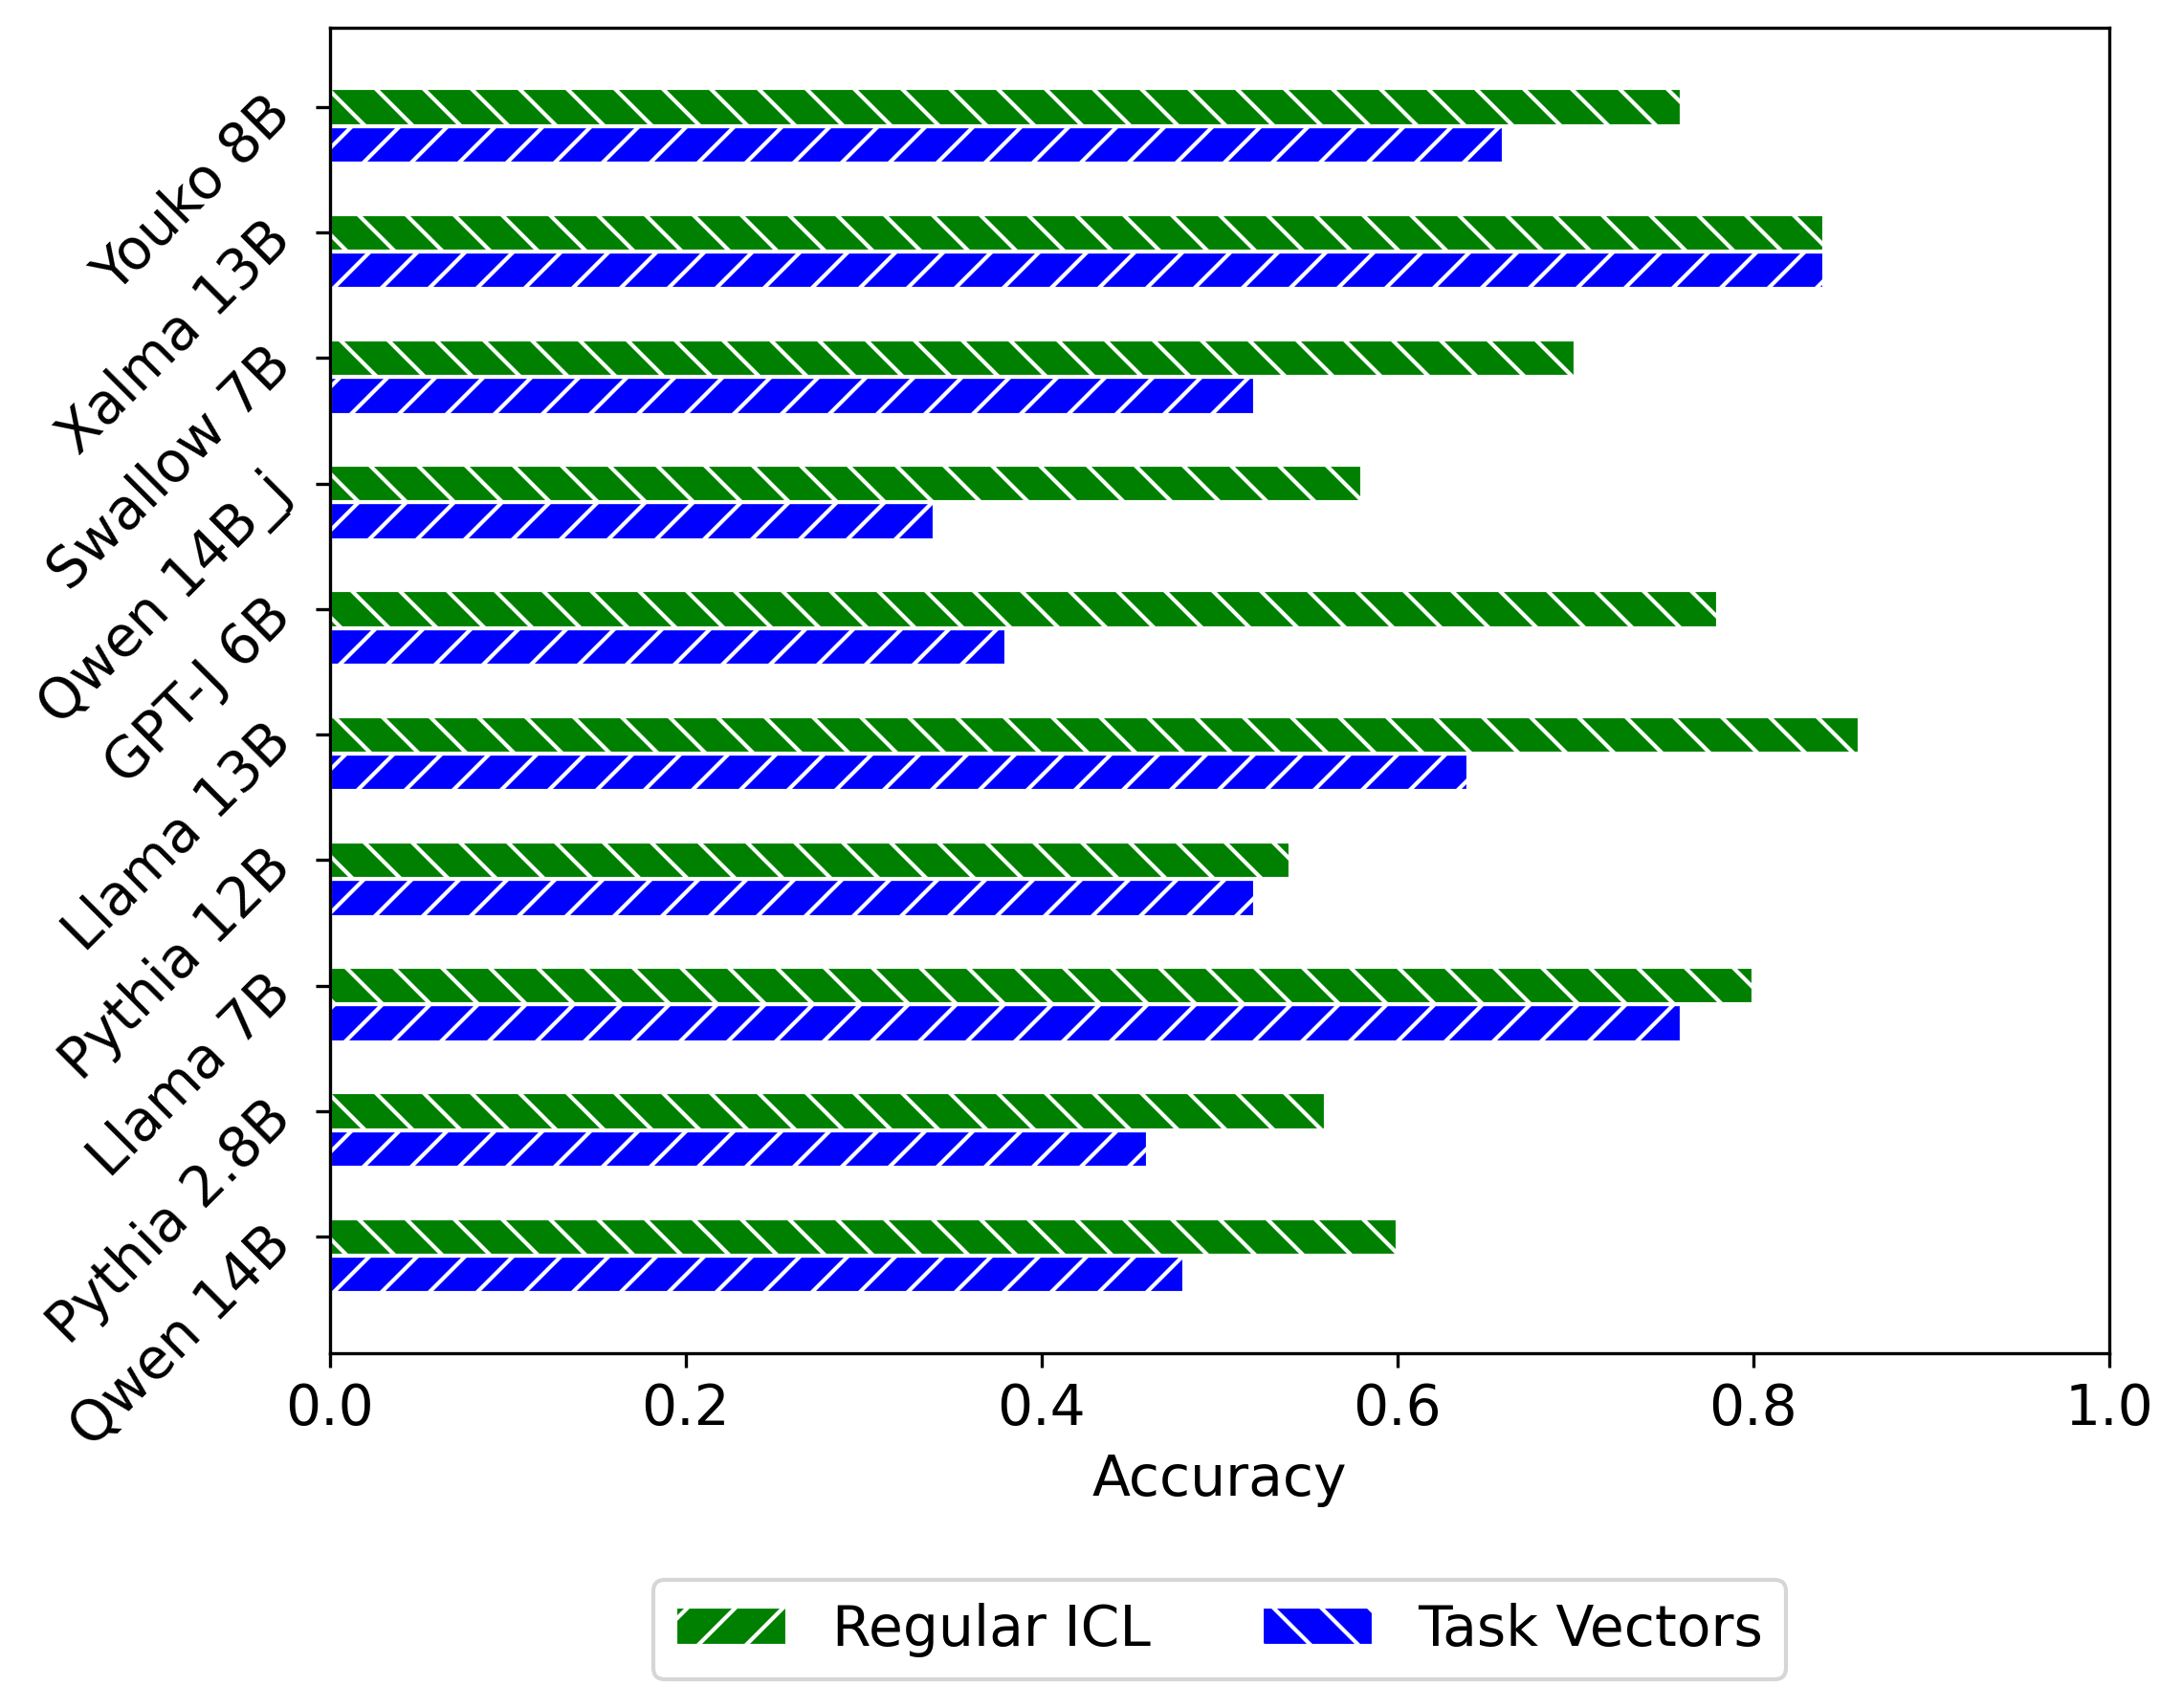 Youko 8B
Xalma 13B
Swallow 7B
Qwen 14B_j
GPT-J 6B
Llama 13B
Pythia 12B
Llama 7B
Pythia 2.8B
Qwen 14B
0.0 0.2 0.4 0.6 0.8 1.0
Accuracy
Regular ICL Task Vectors